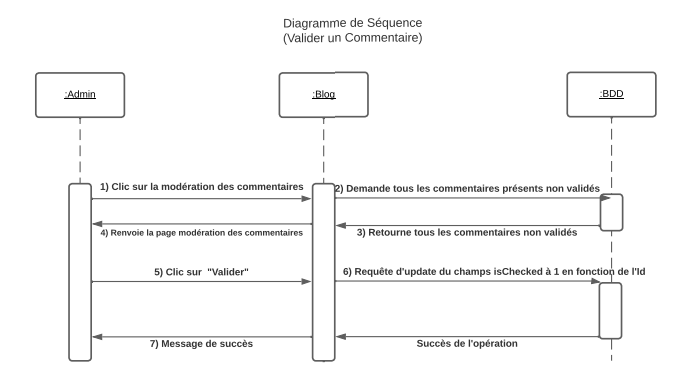 Diagramme de Séquence
(Valider un Commentaire)
:Admin
:Blog
:BDD
1) Clic sur la modération des commentaires
2) Demande tous les commentaires présents non validés
4) Renvoie la page modération des commentaires
3) Retourne tous les commentaires non validés
5) Clic sur "Valider"
6) Requête d'update du champs isChecked à 1 en fonction de l'Id
7) Message de succès
Succès de l'opération